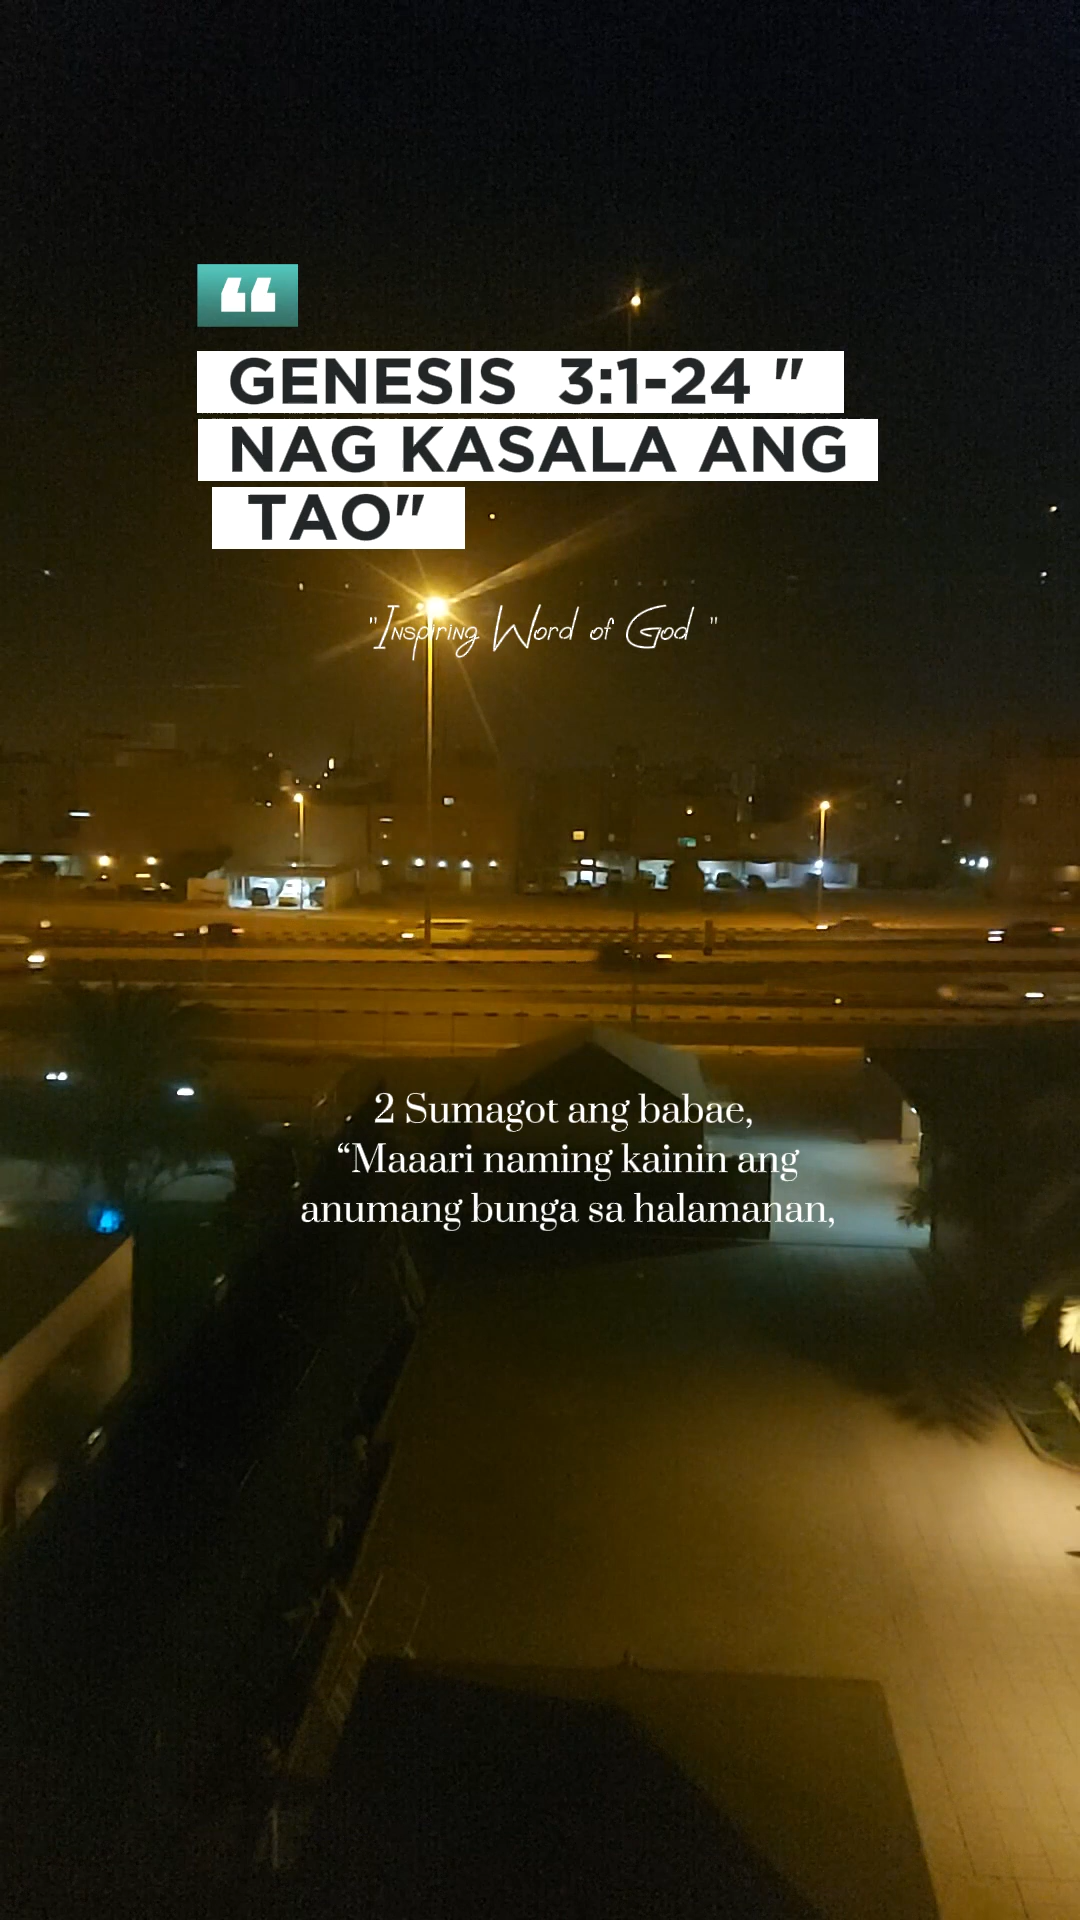 ❝
GENESIS 3:1-24 "
NAG KASALA ANG
TAO"
"Inspiring Word of God "
2 Sumagot ang babae,
“Maaari naming kainin ang
anumang bunga sa halamanan,